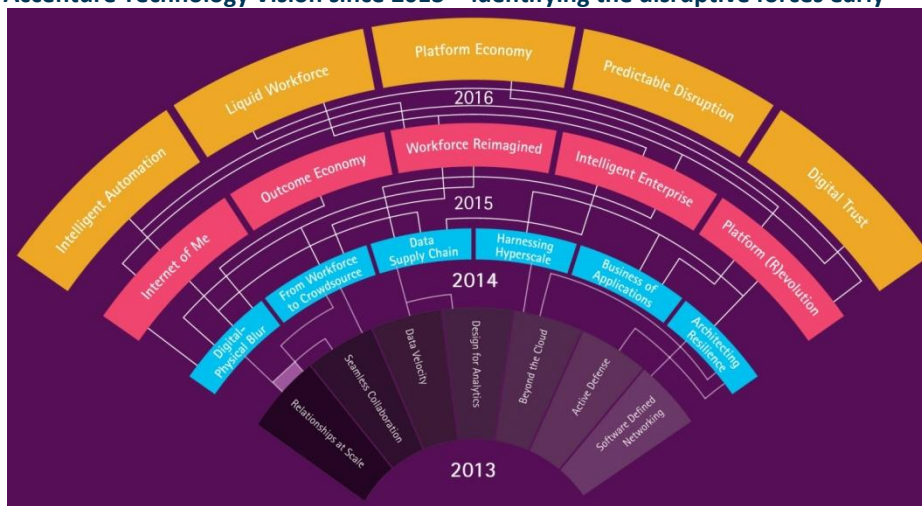 Accenture Technology Vision since 2013 – identifying the disruptive forces early
Intelligent Automation
Liquid Workforce
Platform Economy
Predictable Disruption
Digital Trust
2016
Internet of Me
Outcome Economy
Workforce Reimagined
Intelligent Enterprise
Platform (R)evolution
2015
Digital–
Physical Blur
From Workforce
to Crowdsource
Data
Supply Chain
Harnessing
Hyperscale
Business of
Applications
Architecting
Resilience
2014
Relationships at Scale
Seamless Collaboration
Data Velocity
Design for Analytics
Beyond the Cloud
Active Defense
Software Defined
Networking
2013